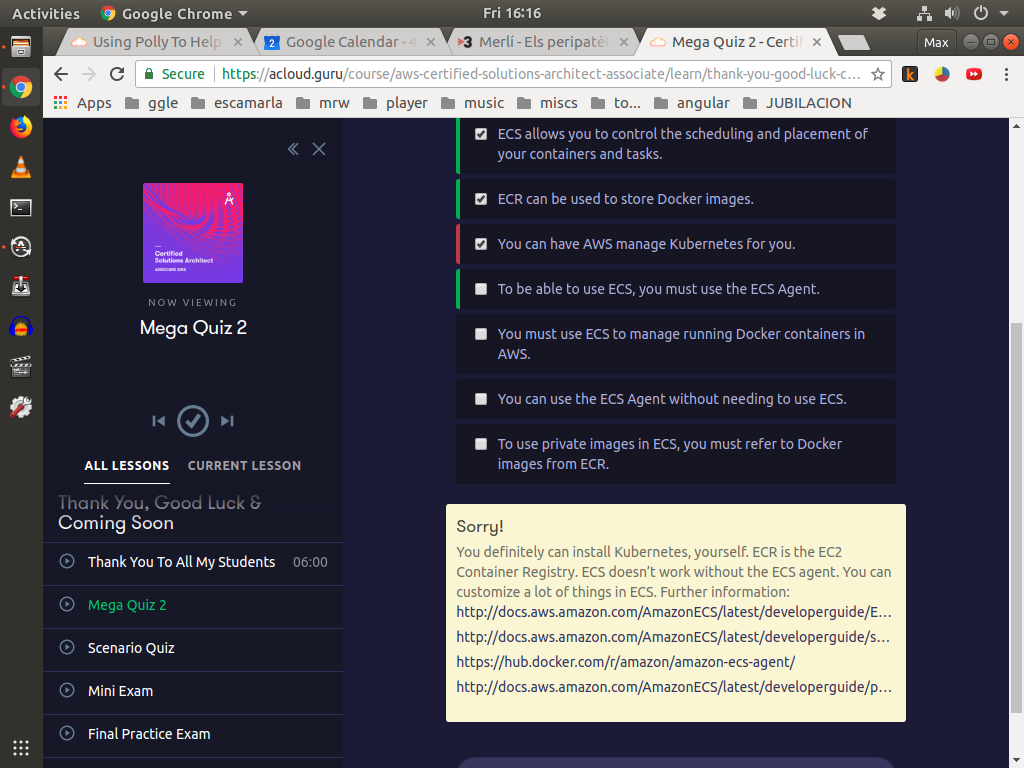 Activities Google Chrome Fri 16:16
Using Polly To Help
Google Calendar - 4
Merlí - Els peripatèt
Mega Quiz 2 - Certif
Max
Secure https://acloud.guru/course/aws-certified-solutions-architect-associate/learn/thank-you-good-luck-c...
Apps ggle escamarla mrw player music miscs to... angular JUBILACION
Certified
Solutions Architect
ASSOCIATE 2018
NOW VIEWING
Mega Quiz 2
ALL LESSONS CURRENT LESSON
Thank You, Good Luck &
Coming Soon
Thank You To All My Students 06:00
Mega Quiz 2
Scenario Quiz
Mini Exam
Final Practice Exam
ECS allows you to control the scheduling and placement of
your containers and tasks.
ECR can be used to store Docker images.
You can have AWS manage Kubernetes for you.
To be able to use ECS, you must use the ECS Agent.
You must use ECS to manage running Docker containers in
AWS.
You can use the ECS Agent without needing to use ECS.
To use private images in ECS, you must refer to Docker
images from ECR.
Sorry!
You definitely can install Kubernetes, yourself. ECR is the EC2
Container Registry. ECS doesn't work without the ECS agent. You can
customize a lot of things in ECS. Further information:
http://docs.aws.amazon.com/AmazonECS/latest/developerguide/E...
http://docs.aws.amazon.com/AmazonECS/latest/developerguide/s...
https://hub.docker.com/r/amazon/amazon-ecs-agent/
http://docs.aws.amazon.com/AmazonECS/latest/developerguide/p...